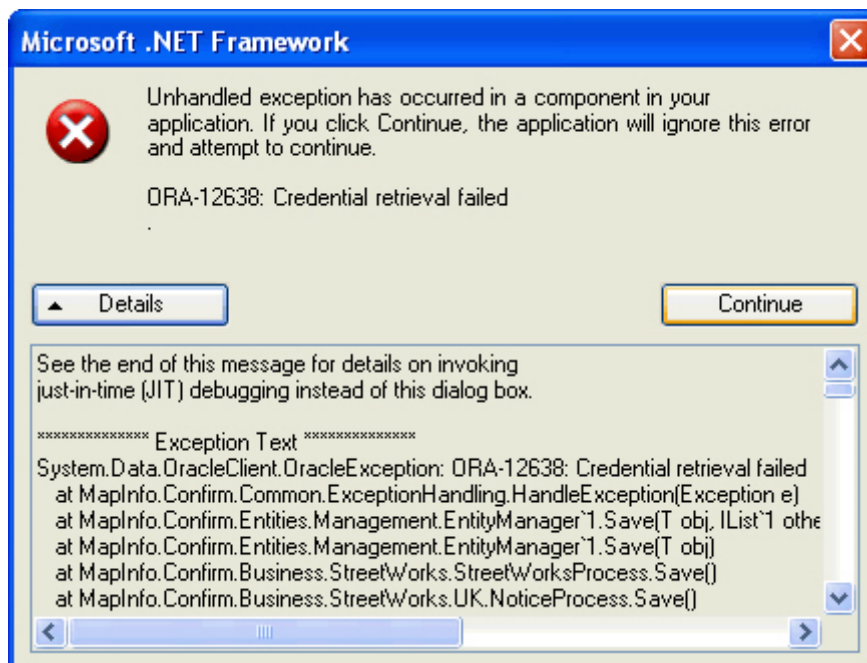 Microsoft .NET Framework
Unhandled exception has occurred in a component in your
application. If you click Continue, the application will ignore this error
and attempt to continue.
ORA-12638: Credential retrieval failed
.
Details
Continue
See the end of this message for details on invoking
just-in-time (JIT) debugging instead of this dialog box.
************** Exception Text **************
System.Data.OracleClient.OracleException: ORA-12638: Credential retrieval failed
at MapInfo.Confirm.Common.ExceptionHandling.HandleException(Exception e)
at MapInfo.Confirm.Entities.Management.EntityManager`1.Save(T obj, IList`1 othe
at MapInfo.Confirm.Entities.Management.EntityManager`1.Save(T obj)
at MapInfo.Confirm.Business.StreetWorks.StreetWorksProcess.Save()
at MapInfo.Confirm.Business.StreetWorks.UK.NoticeProcess.Save()